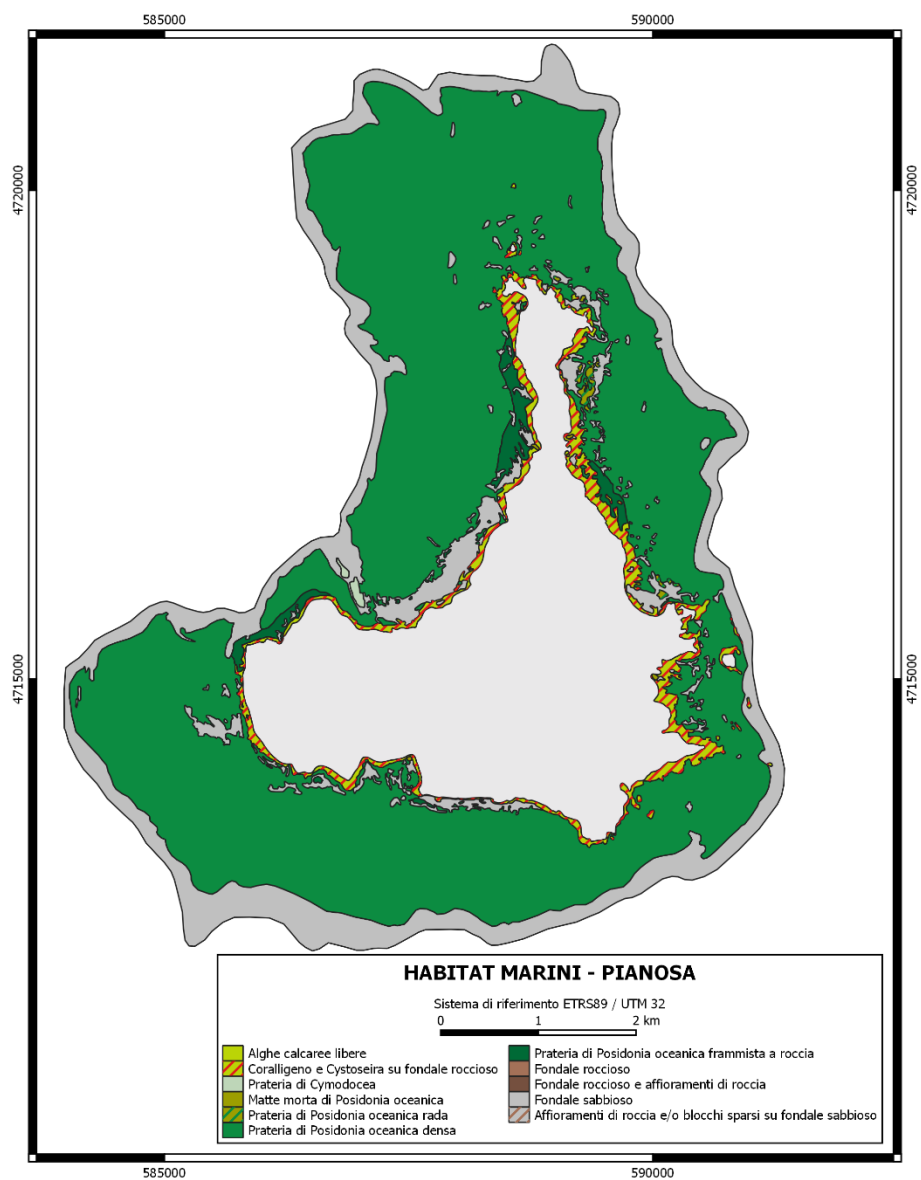 585000
590000
4720000
4720000
4715000
4715000
HABITAT MARINI - PIANOSA
Sistema di riferimento ETRS89 / UTM 32
0 1 2 km
Alghe calcaree libere
Coralligeno e Cystoseira su fondale roccioso
Prateria di Cymodocea
Matte morta di Posidonia oceanica
Prateria di Posidonia oceanica rada
Prateria di Posidonia oceanica densa
Prateria di Posidonia oceanica frammista a roccia
Fondale roccioso
Fondale roccioso e affioramenti di roccia
Fondale sabbioso
Affioramenti di roccia e/o blocchi sparsi su fondale sabbioso
585000
590000